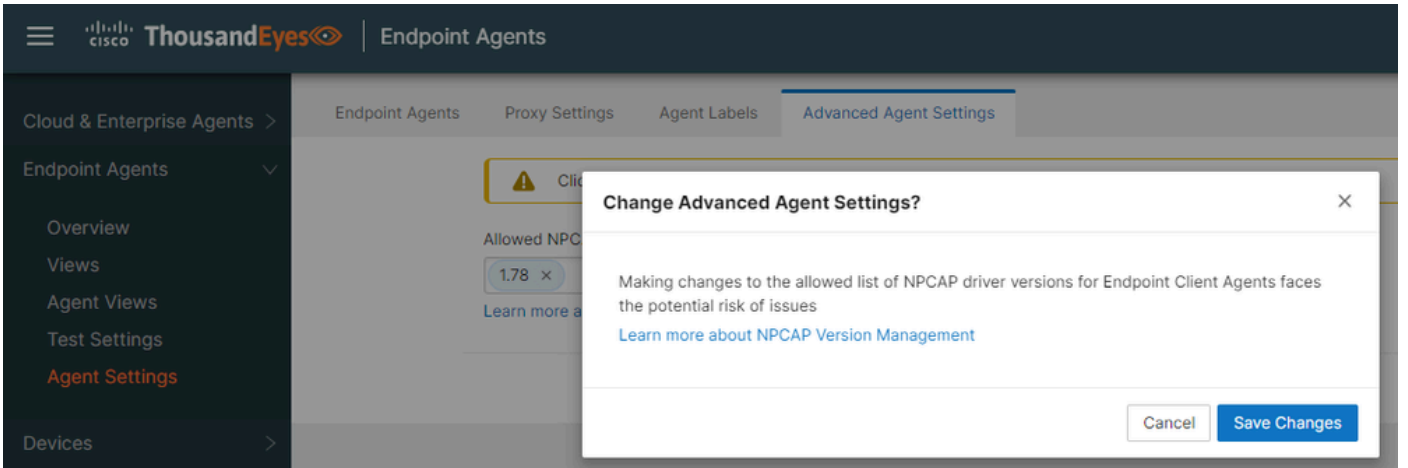 cisco ThousandEyes Endpoint Agents
Cloud & Enterprise Agents >
Endpoint Agents
Overview
Views
Agent Views
Test Settings
Agent Settings
Devices >
Endpoint Agents Proxy Settings Agent Labels Advanced Agent Settings
Allowed NPC
1.78 ×
Learn more a
Change Advanced Agent Settings? ×
Making changes to the allowed list of NPCAP driver versions for Endpoint Client Agents faces
the potential risk of issues
Learn more about NPCAP Version Management
Cancel Save Changes